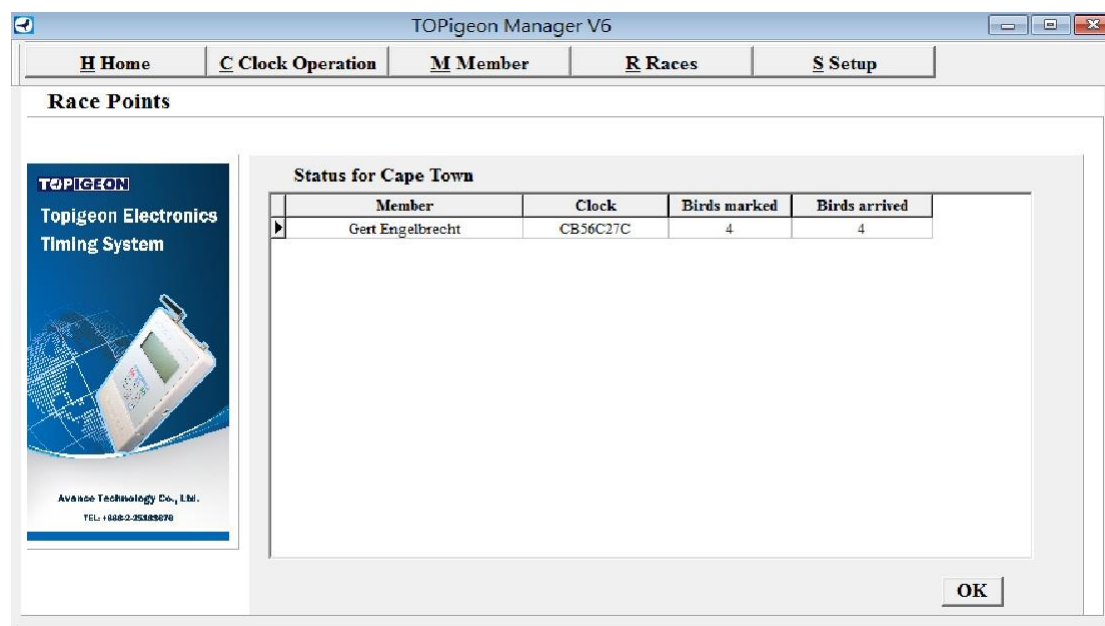 TOPigeon Manager V6
H Home C Clock Operation M Member R Races S Setup
Race Points
TOPIGEON
Topigeon Electronics
Timing System
Avance Technology Co., Ltd.
TEL:
Status for Cape Town
Member Clock Birds marked Birds arrived
Gert Engelbrecht CB56C27C 4 4
OK